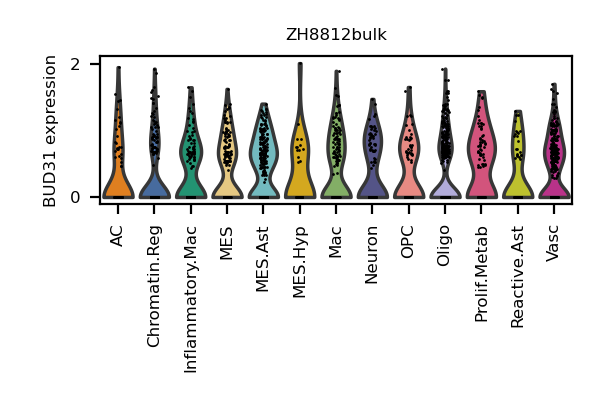 ZH8812bulk
BUD31 expression
2
0
AC
Chromatin.Reg
Inflammatory.Mac
MES
MES.Ast
MES.Hyp
Mac
Neuron
OPC
Oligo
Prolif.Metab
Reactive.Ast
Vasc